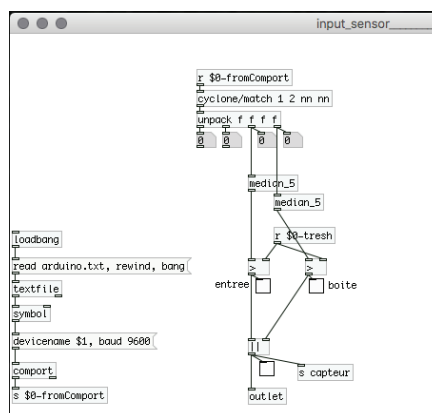 input_sensor
r $0-fromComport
cyclone/match 1 2 nn nn
unpack f f f f
0 0 0 0
median_5
median_5
r $0-tresh
> >
entree boite
||
s capteur
outlet
loadbang
read arduino.txt, rewind, bang
textfile
symbol
devicename $1, baud 9600
comport
s $0-fromComport